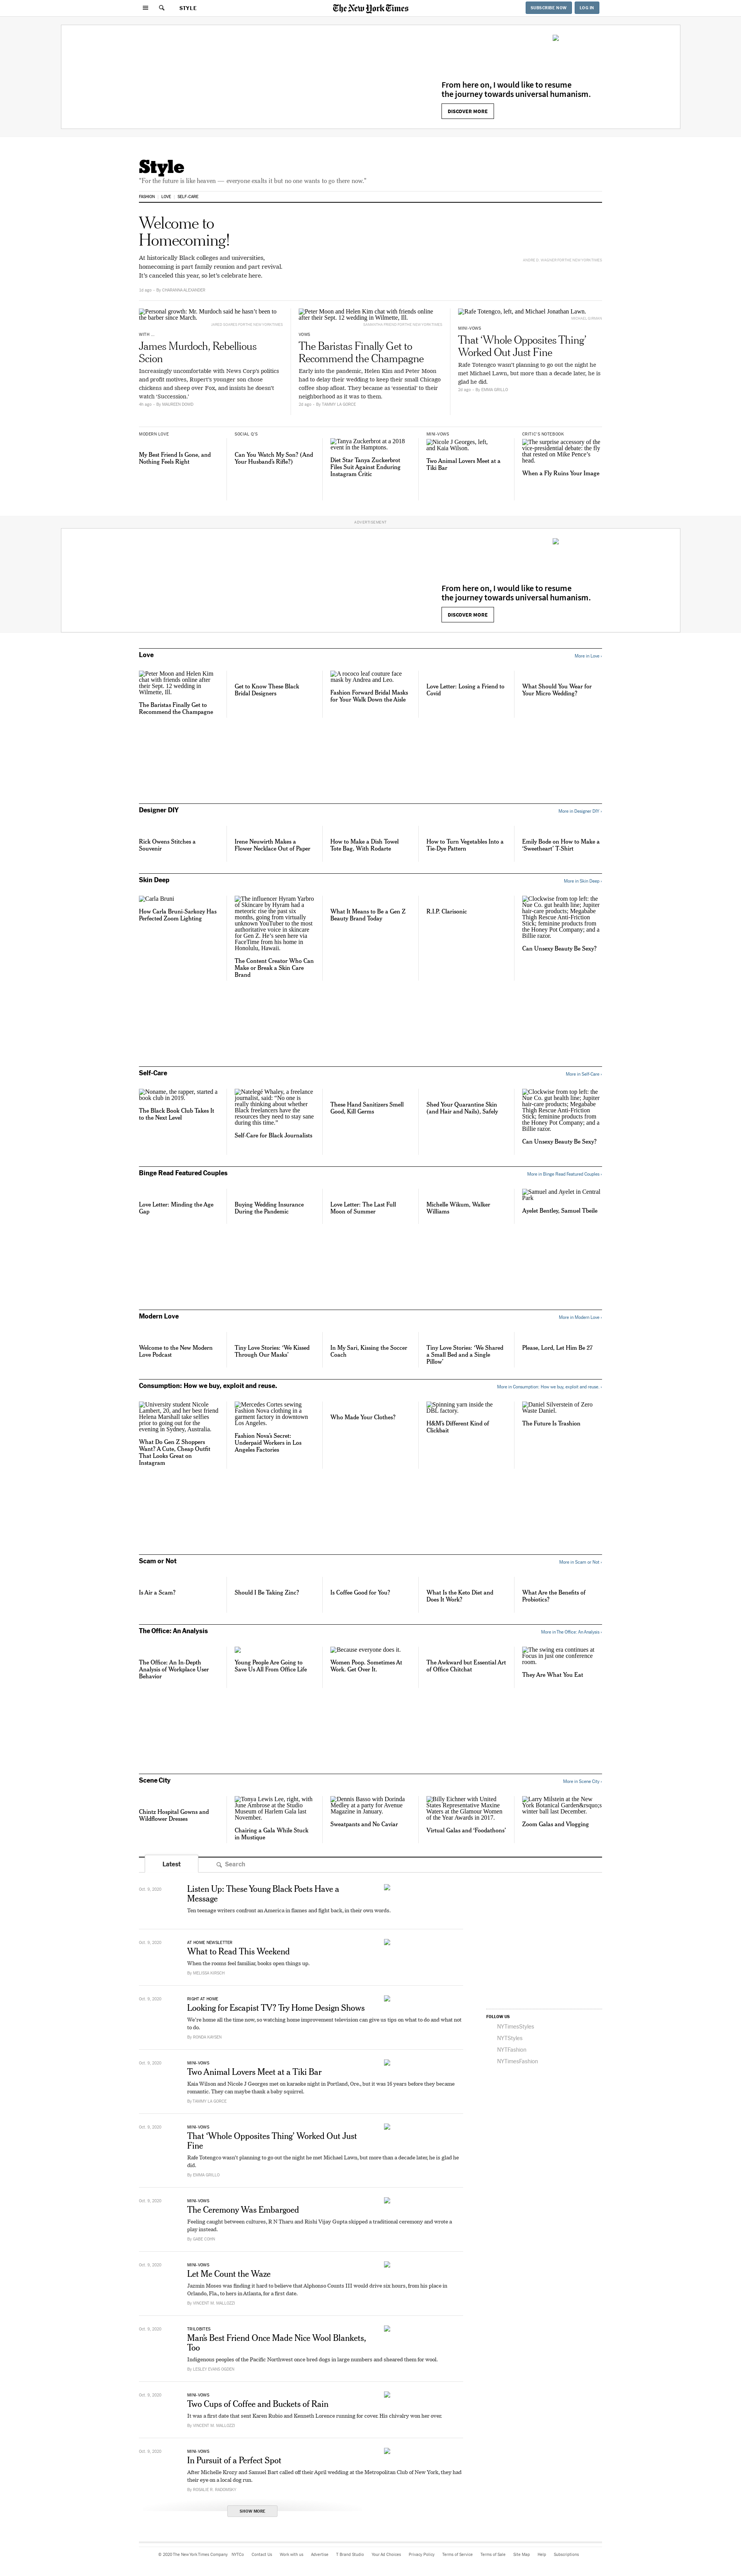 STYLE
The New York Times
SUBSCRIBE NOW
LOG IN
From here on, I would like to resume
the journey towards universal humanism.
DISCOVER MORE
Style
"For the future is like heaven — everyone exalts it but no one wants to go there now."
FASHION LOVE SELF-CARE
Welcome to
Homecoming!
At historically Black colleges and universities,
homecoming is part family reunion and part revival.
It's canceled this year, so let's celebrate here.
1d ago · By CHARANNA ALEXANDER
Personal growth: Mr. Murdoch said he hasn't been to
the barber since March.
WITH ...
James Murdoch, Rebellious
Scion
Increasingly uncomfortable with News Corp's politics
and profit motives, Rupert's younger son chose
chickens and sheep over Fox, and insists he doesn't
watch 'Succession.'
4h ago · By MAUREEN DOWD
Peter Moon and Helen Kim chat with friends online
after their Sept. 12 wedding in Wilmette, Ill.
VOWS
The Baristas Finally Get to
Recommend the Champagne
Early into the pandemic, Helen Kim and Peter Moon
had to delay their wedding to keep their small Chicago
coffee shop afloat. They became 'essential' to their
neighborhood as it was to them.
1d ago · By TAMMY LA GORCE
Rafe Totengco, left, and Michael Jonathan Lawn.
MINI-VOWS
That 'Whole Opposites Thing'
Worked Out Just Fine
Rafe Totengco wasn't planning to go out the night he
met Michael Lawn, but more than a decade later, he is
glad he did.
1d ago · By EMMA GRILLO
MODERN LOVE
My Best Friend Is Gone, and
Nothing Feels Right
SOCIAL Q'S
Can You Watch My Son? (And
Your Husband's Rifle?)
Tanya Zuckerbrot at a 2018
event in the Hamptons.
Diet Star Tanya Zuckerbrot
Files Suit Against Enduring
Instagram Critic
MINI-VOWS
Nicole J Georges, left,
and Kaia Wilson.
Two Animal Lovers Meet at a
Tiki Bar
CRITIC'S NOTEBOOK
The surprise accessory of the
vice-presidential debate: the fly
that rested on Mike Pence's
head.
When a Fly Ruins Your Image
ADVERTISEMENT
From here on, I would like to resume
the journey towards universal humanism.
DISCOVER MORE
Love
More in Love ›
Peter Moon and Helen Kim
chat with friends online after
their Sept. 12 wedding in
Wilmette, Ill.
The Baristas Finally Get to
Recommend the Champagne
Get to Know These Black
Bridal Designers
A rococo leaf couture face
mask by Andrea and Leo.
Fashion Forward Bridal Masks
for Your Walk Down the Aisle
Love Letter: Losing a Friend to
Covid
What Should You Wear for
Your Micro Wedding?
Designer DIY
More in Designer DIY ›
Rick Owens Stitches a
Souvenir
Irene Neuwirth Makes a
Flower Necklace Out of Paper
How to Make a Dish Towel
Tote Bag, With Rodarte
How to Turn Vegetables Into a
Tie-Dye Pattern
Emily Bode on How to Make a
'Sweetheart' T-Shirt
Skin Deep
More in Skin Deep ›
Carla Bruni
How Carla Bruni-Sarkozy Has
Perfected Zoom Lighting
The influencer Hyram Yarbro
of Skincare by Hyram had a
meteoric rise the past six
months, going from virtually
unknown YouTuber to the most
authoritative voice in skincare
for Gen Z. He's seen here via
FaceTime from his home in
Honolulu, Hawaii.
The Content Creator Who Can
Make or Break a Skin Care
Brand
What It Means to Be a Gen Z
Beauty Brand Today
R.I.P. Clarisonic
Clockwise from top left: the
Nue Co. gut health line; Jupiter
hair-care products; Megababe
Thigh Rescue Anti-Friction
Stick; feminine products from
the Honey Pot Company; and a
Billie razor.
Can Unsexy Beauty Be Sexy?
Self-Care
More in Self-Care ›
Noname, the rapper, started a
book club in 2019.
The Black Book Club Takes It
to the Next Level
Natelegé Whaley, a freelance
journalist, said: "No one is
really thinking about whether
Black freelancers have the
resources they need to stay sane
during this time."
Self-Care for Black Journalists
These Hand Sanitizers Smell
Good, Kill Germs
Shed Your Quarantine Skin
(and Hair and Nails), Safely
Clockwise from top left: the
Nue Co. gut health line; Jupiter
hair-care products; Megababe
Thigh Rescue Anti-Friction
Stick; feminine products from
the Honey Pot Company; and a
Billie razor.
Can Unsexy Beauty Be Sexy?
Binge Read Featured Couples
More in Binge Read Featured Couples ›
Love Letter: Minding the Age
Gap
Buying Wedding Insurance
During the Pandemic
Love Letter: The Last Full
Moon of Summer
Michelle Wikum, Walker
Williams
Samuel and Ayelet in Central
Park
Ayelet Bentley, Samuel Theile
Modern Love
More in Modern Love ›
Welcome to the New Modern
Love Podcast
Tiny Love Stories: 'We Kissed
Through Our Masks'
In My Sari, Kissing the Soccer
Coach
Tiny Love Stories: 'We Shared
a Small Bed and a Single
Pillow'
Please, Lord, Let Him Be 27
Consumption: How we buy, exploit and reuse.
More in Consumption: How we buy, exploit and reuse. ›
University student Nicole
Lambert, 20, and her best friend
Helena Marshall take selfies
prior to going out for the
evening in Sydney, Australia.
What Do Gen Z Shoppers
Want? A Cute, Cheap Outfit
That Looks Great on
Instagram
Mercedes Cortes sewing
Fashion Nova clothing in a
garment factory in downtown
Los Angeles.
Fashion Nova's Secret:
Underpaid Workers in Los
Angeles Factories
Who Made Your Clothes?
Spinning yarn inside the
DBL factory.
H&M's Different Kind of
Clickbait
Daniel Silverstein of Zero
Waste Daniel.
The Future Is Trashion
Scam or Not
More in Scam or Not ›
Is Air a Scam?
Should I Be Taking Zinc?
Is Coffee Good for You?
What Is the Keto Diet and
Does It Work?
What Are the Benefits of
Probiotics?
The Office: An Analysis
More in The Office: An Analysis ›
The Office: An In-Depth
Analysis of Workplace User
Behavior
Young People Are Going to
Save Us All From Office Life
Because everyone does it.
Women Poop. Sometimes At
Work. Get Over It.
The Awkward but Essential Art
of Office Chitchat
The swing era continues at
Focus in just one conference
room.
They Are What You Eat
Scene City
More in Scene City ›
Chintz Hospital Gowns and
Wildflower Dresses
Tonya Lewis Lee, right, with
June Ambrose at the Studio
Museum of Harlem Gala last
November.
Chairing a Gala While Stuck
in Mustique
Dennis Basso with Dorinda
Medley at a party for Avenue
Magazine in January.
Sweatpants and No Caviar
Billy Eichner with United
States Representative Maxine
Waters at the Glamour Women
of the Year Awards in 2017.
Virtual Galas and 'Foodathons'
Larry Milstein at the New
York Botanical Garden&rsquo;s
winter ball last December.
Zoom Galas and Vlogging
Latest
Search
Oct. 9, 2020
Listen Up: These Young Black Poets Have a
Message
Ten teenage writers confront an America in flames and fight back, in their own words.
Oct. 9, 2020
AT HOME NEWSLETTER
What to Read This Weekend
When the rooms feel familiar, books open things up.
By MELISSA KIRSCH
Oct. 9, 2020
RIGHT AT HOME
Looking for Escapist TV? Try Home Design Shows
We're home all the time now, so watching home improvement television can give us tips on what to do and what not
to do.
By RONDA KAYSEN
Oct. 9, 2020
MINI-VOWS
Two Animal Lovers Meet at a Tiki Bar
Kaia Wilson and Nicole J Georges met on karaoke night in Portland, Ore., but it was 16 years before they became
romantic. They can maybe thank a baby squirrel.
By TAMMY LA GORCE
Oct. 9, 2020
MINI-VOWS
That 'Whole Opposites Thing' Worked Out Just
Fine
Rafe Totengco wasn't planning to go out the night he met Michael Lawn, but more than a decade later, he is glad he
did.
By EMMA GRILLO
Oct. 9, 2020
MINI-VOWS
The Ceremony Was Embargoed
Feeling caught between cultures, R N Tharu and Rishi Vijay Gupta skipped a traditional ceremony and wrote a
play instead.
By GABE COHN
Oct. 9, 2020
MINI-VOWS
Let Me Count the Waze
Jazmin Moses was finding it hard to believe that Alphonso Counts III would drive six hours, from his place in
Orlando, Fla., to hers in Atlanta, for a first date.
By VINCENT M. MALLOZZI
Oct. 9, 2020
TRILOBITES
Man's Best Friend Once Made Nice Wool Blankets,
Too
Indigenous peoples of the Pacific Northwest once bred dogs in large numbers and sheared them for wool.
By LESLEY EVANS OGDEN
Oct. 9, 2020
MINI-VOWS
Two Cups of Coffee and Buckets of Rain
It was a first date that sent Karen Rubio and Kenneth Lorence running for cover. His chivalry won her over.
By VINCENT M. MALLOZZI
Oct. 9, 2020
MINI-VOWS
In Pursuit of a Perfect Spot
After Michelle Krozy and Samuel Bart called off their April wedding at the Metropolitan Club of New York, they had
their eye on a local dog run.
By ROSALIE R. RADOMSKY
SHOW MORE
FOLLOW US
NYTimesStyles
NYTStyles
NYTFashion
NYTimesFashion
© 2020 The New York Times Company NYTCo Contact Us Work with us Advertise T Brand Studio Your Ad Choices Privacy Policy Terms of Service Terms of Sale Site Map Help Subscriptions